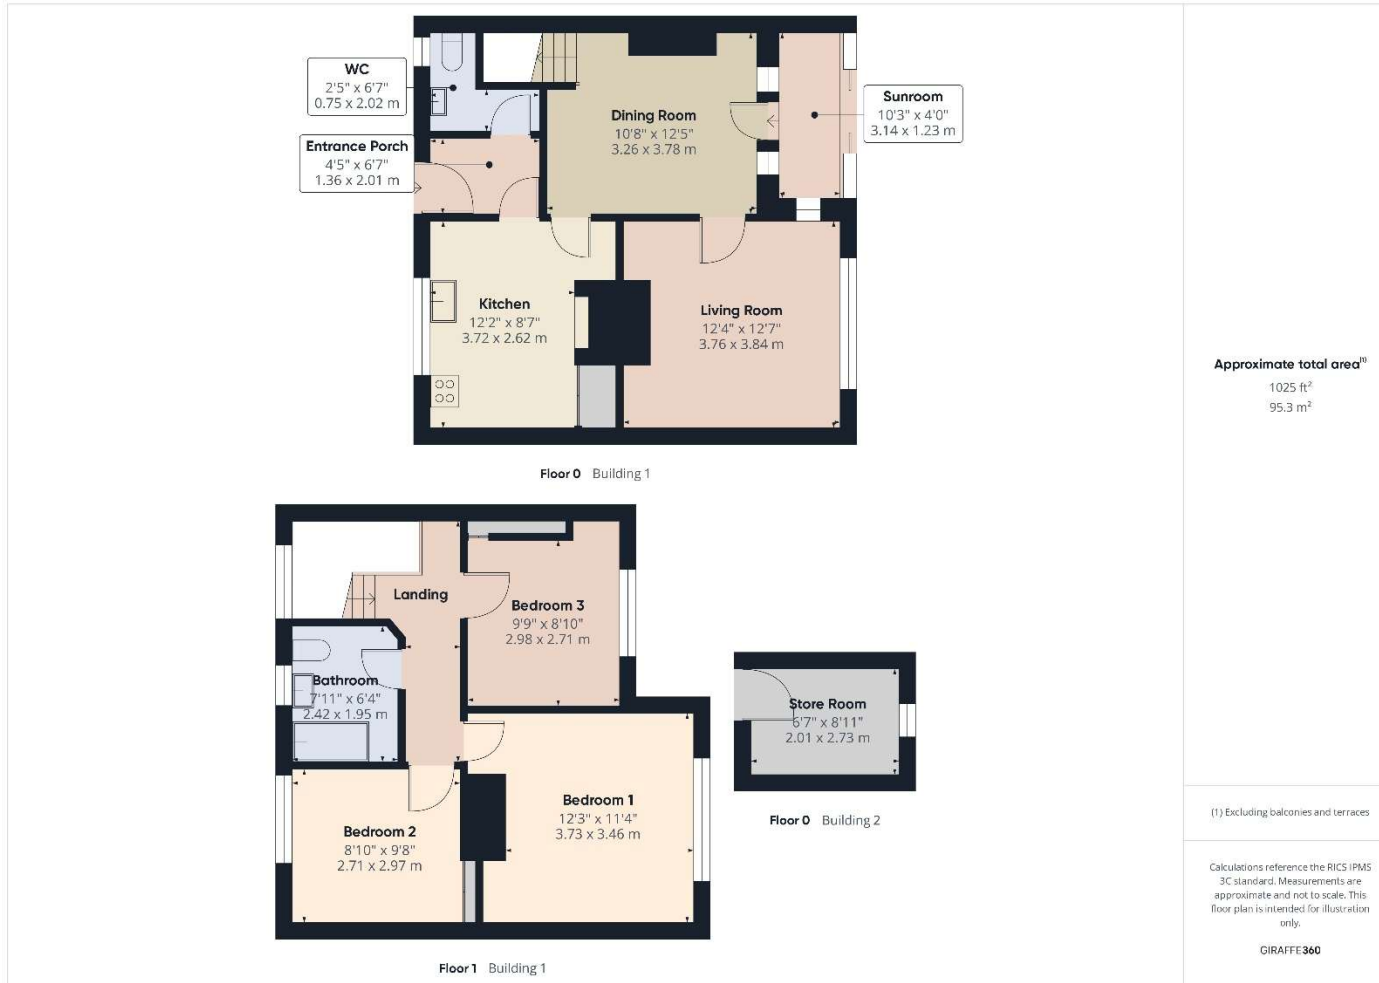 WC
2'5" x 6'7"
0.75 x 2.02 m
Entrance Porch
4'5" x 6'7"
1.36 x 2.01 m
Dining Room
10'8" x 12'5"
3.26 x 3.78 m
Sunroom
10'3" x 4'0"
3.14 x 1.23 m
Kitchen
12'2" x 8'7"
3.72 x 2.62 m
Living Room
12'4" x 12'7"
3.76 x 3.84 m
Floor 0 Building 1
Landing
Bedroom 3
9'9" x 8'10"
2.98 x 2.71 m
Bathroom
7'11" x 6'4"
2.42 x 1.95 m
Bedroom 2
8'10" x 9'8"
2.71 x 2.97 m
Bedroom 1
12'3" x 11'4"
3.73 x 3.46 m
Floor 1 Building 1
Store Room
6'7" x 8'11"
2.01 x 2.73 m
Floor 0 Building 2
Approximate total area⁽¹⁾
1025 ft²
95.3 m²
(1) Excluding balconies and terraces
Calculations reference the RICS IPMS
3C standard. Measurements are
approximate and not to scale. This
floor plan is intended for illustration
only.
GIRAFFE360